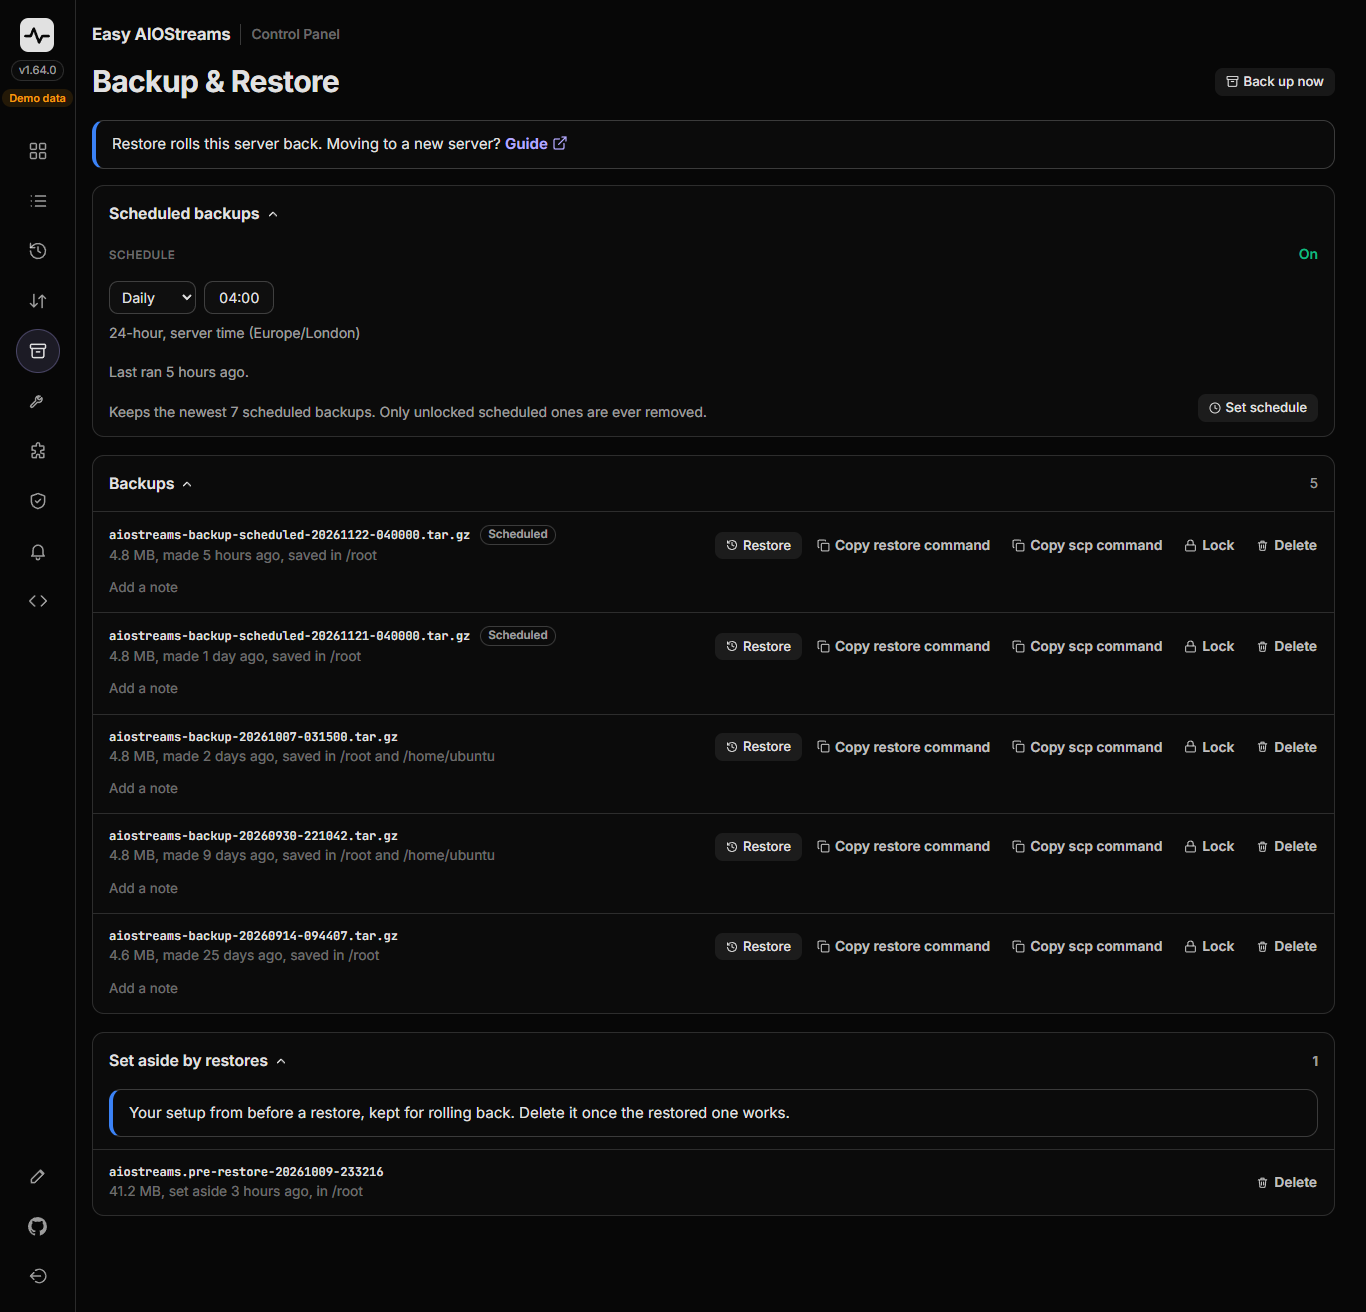 Easy AIOStreams
Control Panel
v1.64.0
Demo data
Backup & Restore
Back up now
Restore rolls this server back. Moving to a new server? Guide
Scheduled backups
SCHEDULE
On
Daily
04:00
24-hour, server time (Europe/London)
Last ran 5 hours ago.
Keeps the newest 7 scheduled backups. Only unlocked scheduled ones are ever removed.
Set schedule
Backups
5
aiostreams-backup-scheduled-20261122-040000.tar.gz Scheduled
4.8 MB, made 5 hours ago, saved in /root
Restore Copy restore command Copy scp command Lock Delete
Add a note
aiostreams-backup-scheduled-20261121-040000.tar.gz Scheduled
4.8 MB, made 1 day ago, saved in /root
Restore Copy restore command Copy scp command Lock Delete
Add a note
aiostreams-backup-20261007-031500.tar.gz
4.8 MB, made 2 days ago, saved in /root and /home/ubuntu
Restore Copy restore command Copy scp command Lock Delete
Add a note
aiostreams-backup-20260930-221042.tar.gz
4.8 MB, made 9 days ago, saved in /root and /home/ubuntu
Restore Copy restore command Copy scp command Lock Delete
Add a note
aiostreams-backup-20260914-094407.tar.gz
4.6 MB, made 25 days ago, saved in /root
Restore Copy restore command Copy scp command Lock Delete
Add a note
Set aside by restores
1
Your setup from before a restore, kept for rolling back. Delete it once the restored one works.
aiostreams.pre-restore-20261009-233216
41.2 MB, set aside 3 hours ago, in /root
Delete